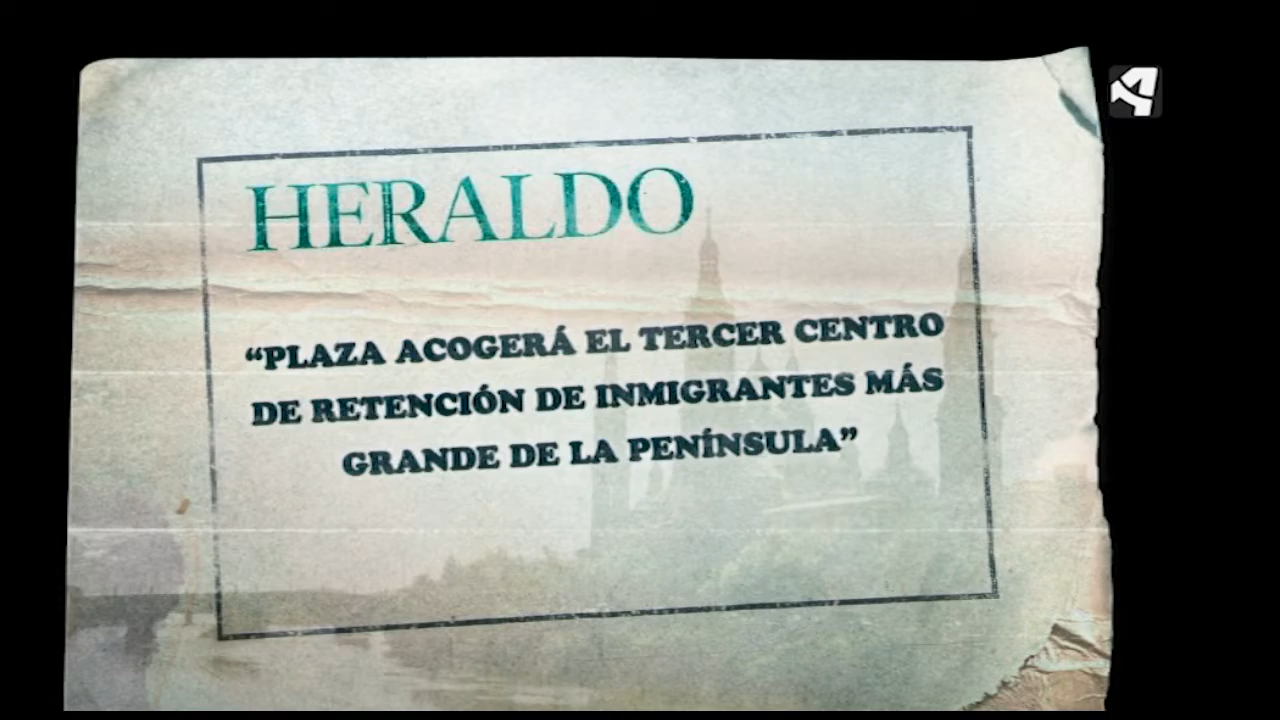 HERALDO
“PLAZA ACOGERÁ EL TERCER CENTRO
DE RETENCIÓN DE INMIGRANTES MÁS
GRANDE DE LA PENÍNSULA”